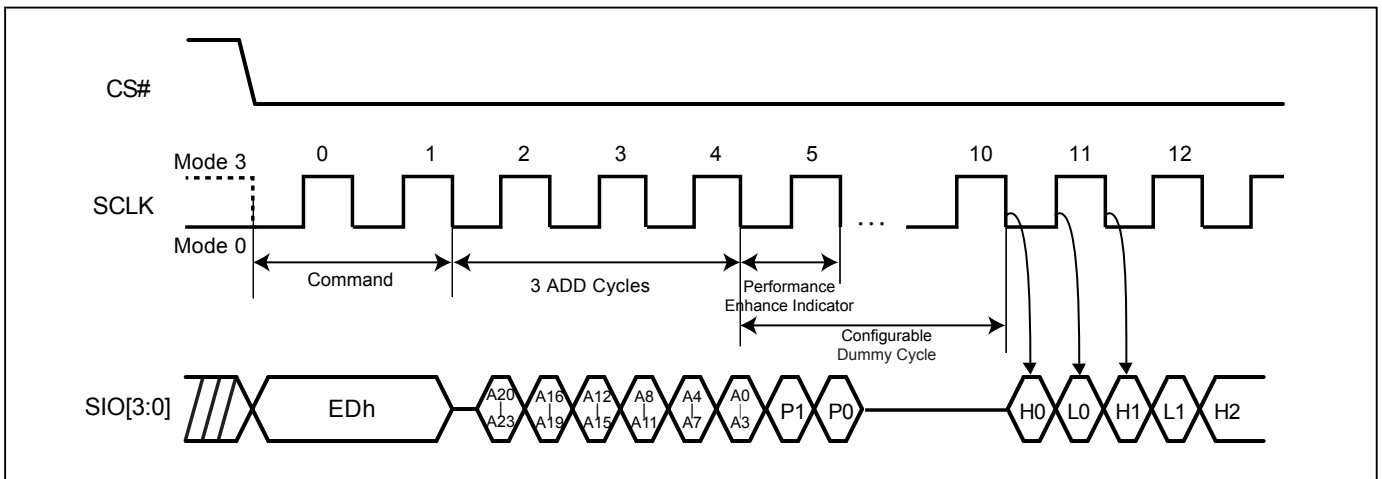 CS#
Mode 3
0 1 2 3 4 5 10 11 12
SCLK
...
Mode 0
Command
3 ADD Cycles
Performance
Enhance Indicator
Configurable
Dummy Cycle
SIO[3:0]
EDh
A20
|
A23
A16
|
A19
A12
|
A15
A8
|
A11
A4
|
A7
A0
|
A3
P1
P0
H0
L0
H1
L1
H2